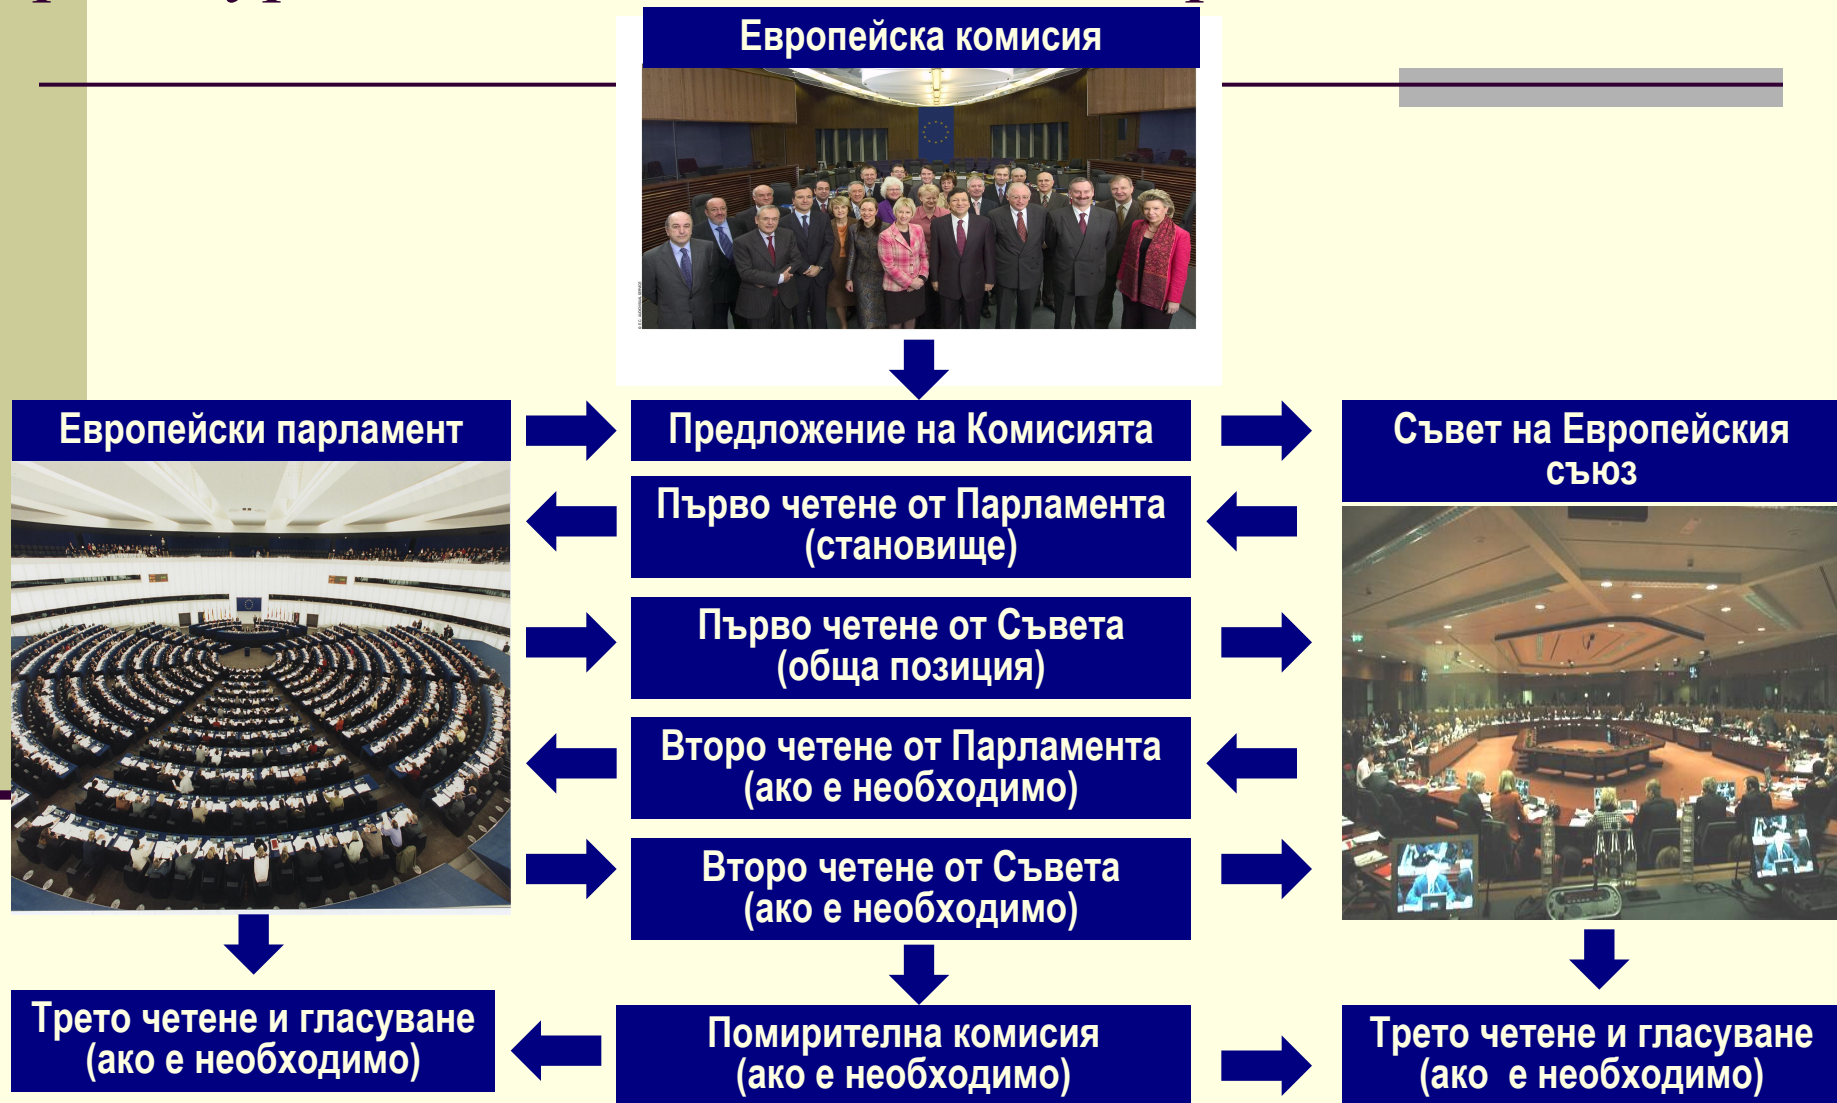 Европейска комисия
Европейски парламент
Предложение на Комисията
Съвет на Европейския
съюз
Първо четене от Парламента
(становище)
Първо четене от Съвета
(обща позиция)
Второ четене от Парламента
(ако е необходимо)
Второ четене от Съвета
(ако е необходимо)
Трето четене и гласуване
(ако е необходимо)
Помирителна комисия
(ако е необходимо)
Трето четене и гласуване
(ако е необходимо)